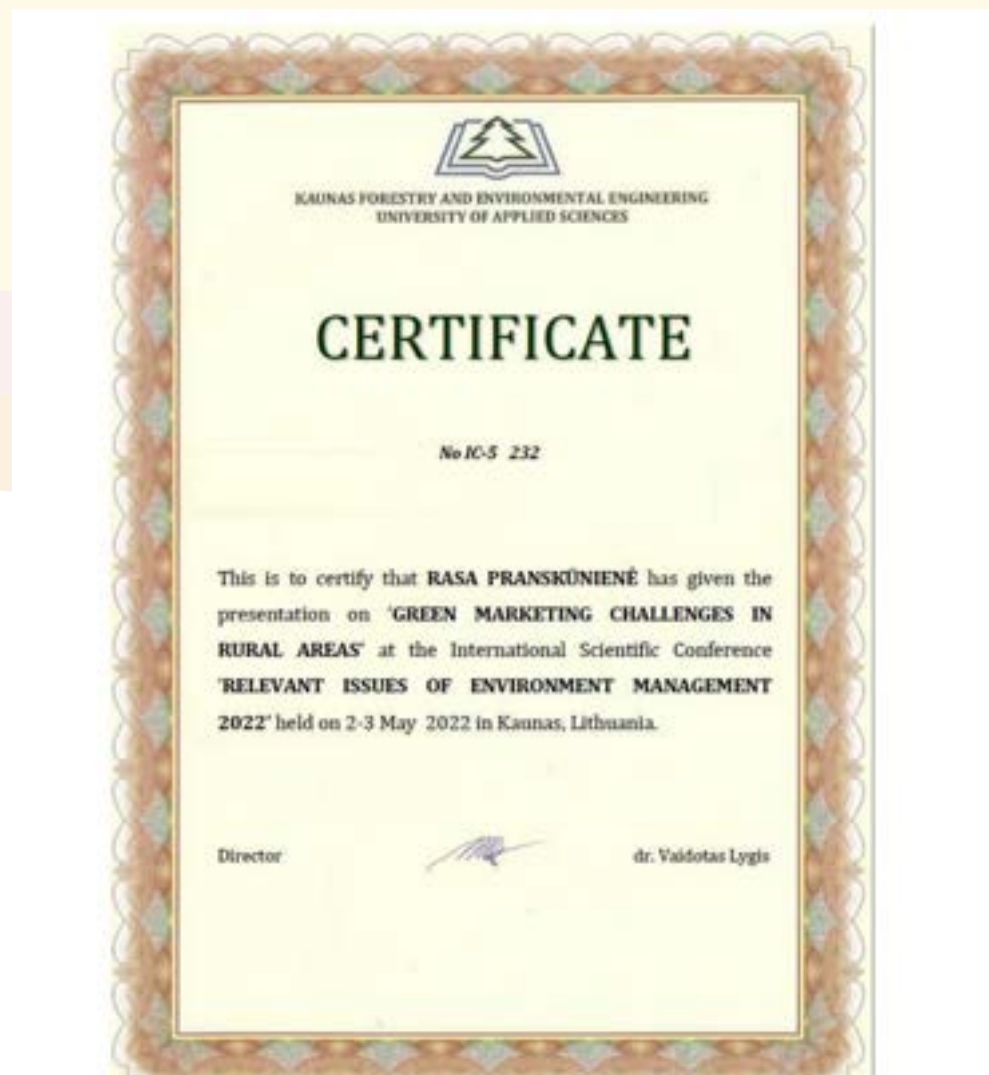 KAUNAS FORESTRY AND ENVIRONMENTAL ENGINEERING
UNIVERSITY OF APPLIED SCIENCES
CERTIFICATE
No IC-5 232
This is to certify that RASA PRANSKŪNIENĖ has given the
presentation on 'GREEN MARKETING CHALLENGES IN
RURAL AREAS' at the International Scientific Conference
'RELEVANT ISSUES OF ENVIRONMENT MANAGEMENT
2022' held on 2-3 May 2022 in Kaunas, Lithuania.
Director
dr. Vaidotas Lygis